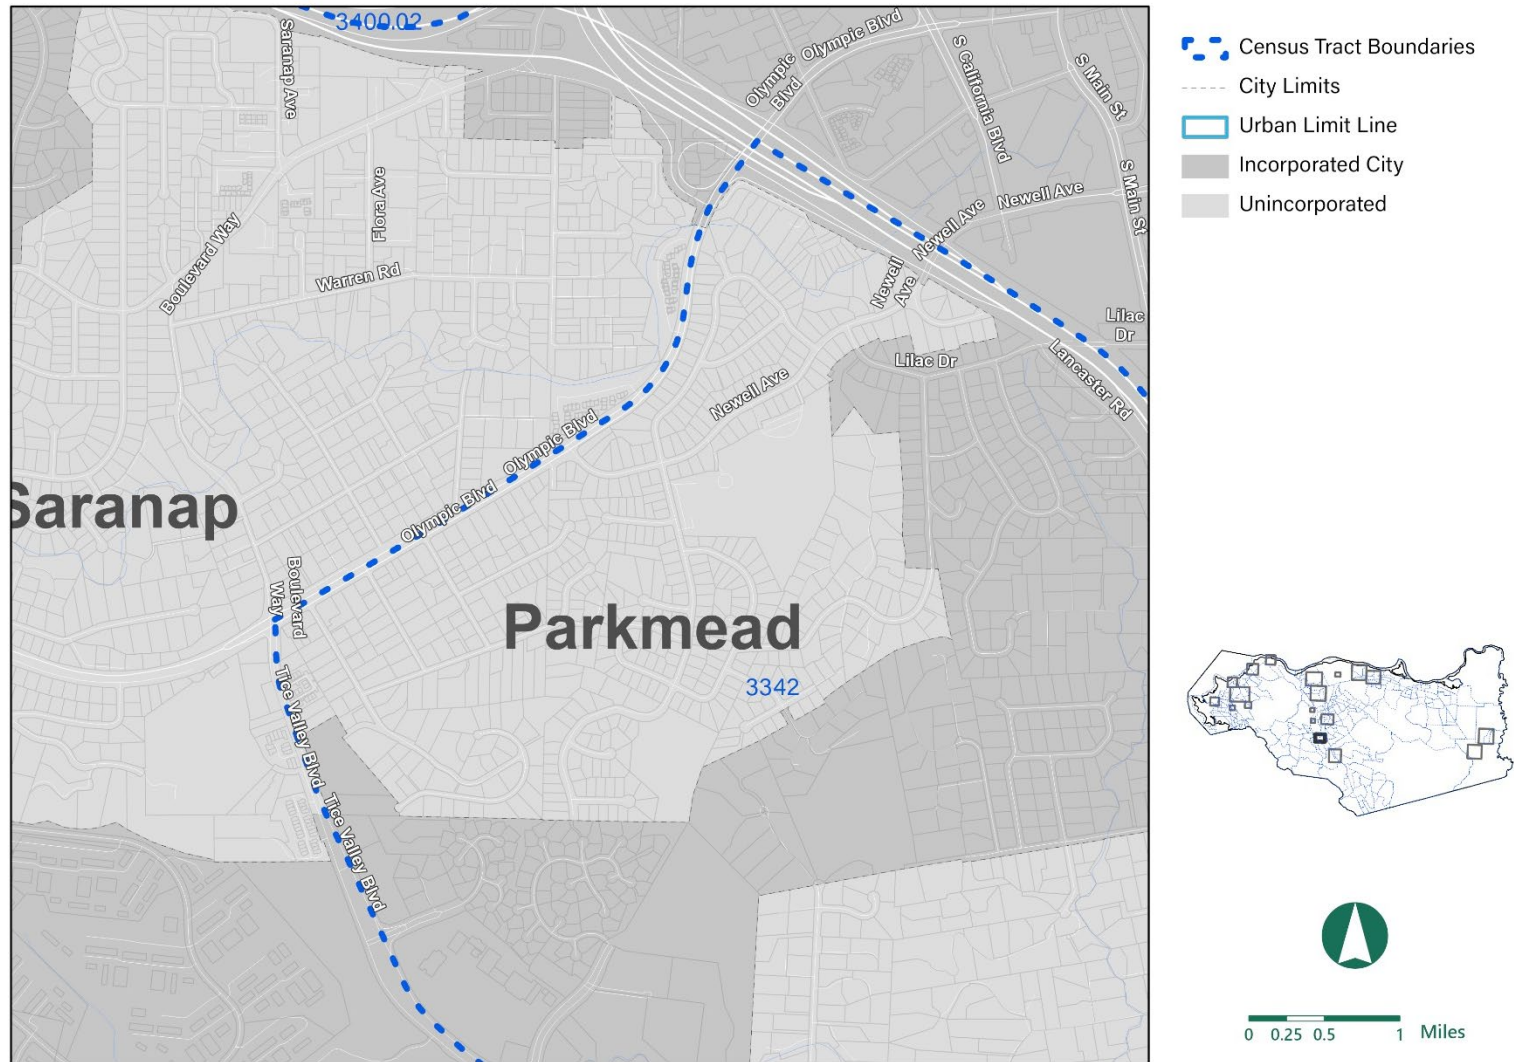 3400.02
Saranap Ave
Olympic
Blvd
Olympic Blvd
S California Blvd
S Main St
S Main St
Flora Ave
Boulevard Way
Warren Rd
Newell Ave
Newell Ave
Newell
Ave
Lilac
Dr
Lilac Dr
Lancaster Rd
Newell Ave
Olympic Blvd
Olympic Blvd
Saranap
Boulevard
Way
Parkmead
3342
Tice Valley Blvd
Tice Valley Blvd
Census Tract Boundaries
City Limits
Urban Limit Line
Incorporated City
Unincorporated
0 0.25 0.5 1 Miles